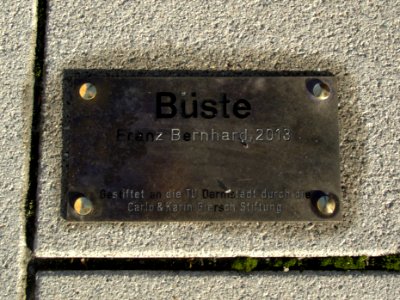 Büste
Franz Bernhard, 2013
Gestiftet an die TU Darmstadt durch die
Carlo & Karin Giersch Stiftung